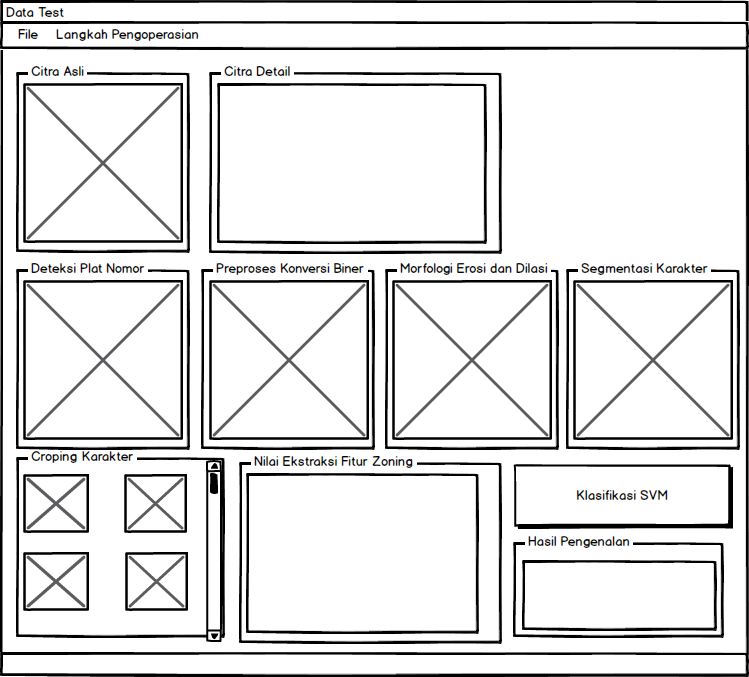 Data Test
File Langkah Pengoperasian
Citra Asli
Citra Detail
Deteksi Plat Nomor
Preproses Konversi Biner
Morfologi Erosi dan Dilasi
Segmentasi Karakter
Croping Karakter
Nilai Ekstraksi Fitur Zoning
Klasifikasi SVM
Hasil Pengenalan